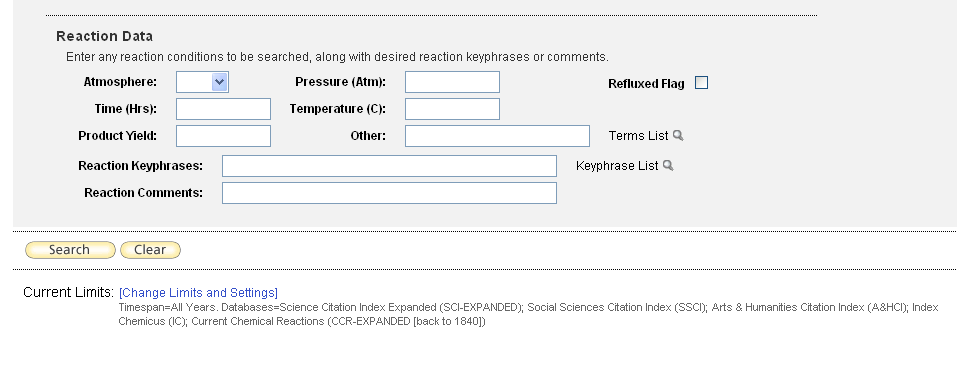 Reaction Data
Enter any reaction conditions to be searched, along with desired reaction keyphrases or comments.
Atmosphere: Pressure (Atm): Refluxed Flag
Time (Hrs): Temperature (C):
Product Yield: Other: Terms List
Reaction Keyphrases: Keyphrase List
Reaction Comments:
Search Clear
Current Limits: [Change Limits and Settings]
Timespan=All Years. Databases=Science Citation Index Expanded (SCI-EXPANDED); Social Sciences Citation Index (SSCI); Arts & Humanities Citation Index (A&HCI); Index
Chemicus (IC); Current Chemical Reactions (CCR-EXPANDED [back to 1840])